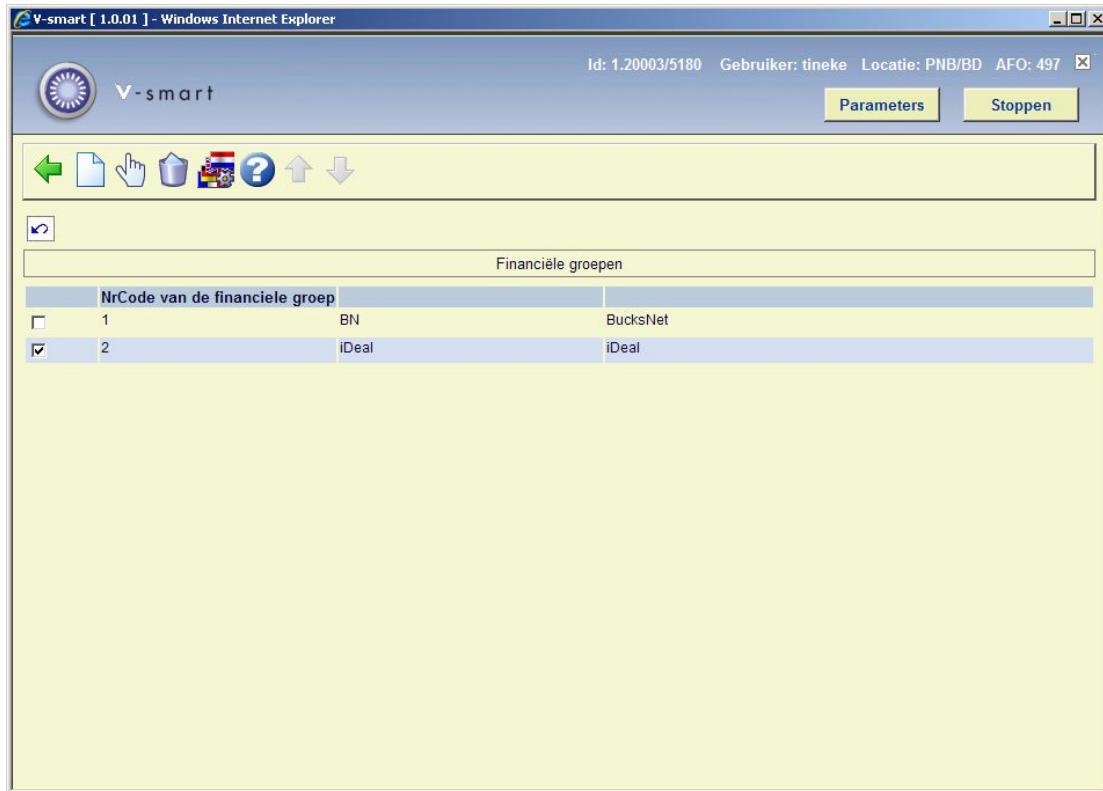 V-smart [ 1.0.01 ] - Windows Internet Explorer
Id: 1.20003/5180 Gebruiker: tineke Locatie: PNB/BD AFO: 497
V-smart
Parameters Stoppen
Financiële groepen
NrCode van de financiele groep
1 BN BucksNet
2 iDeal iDeal